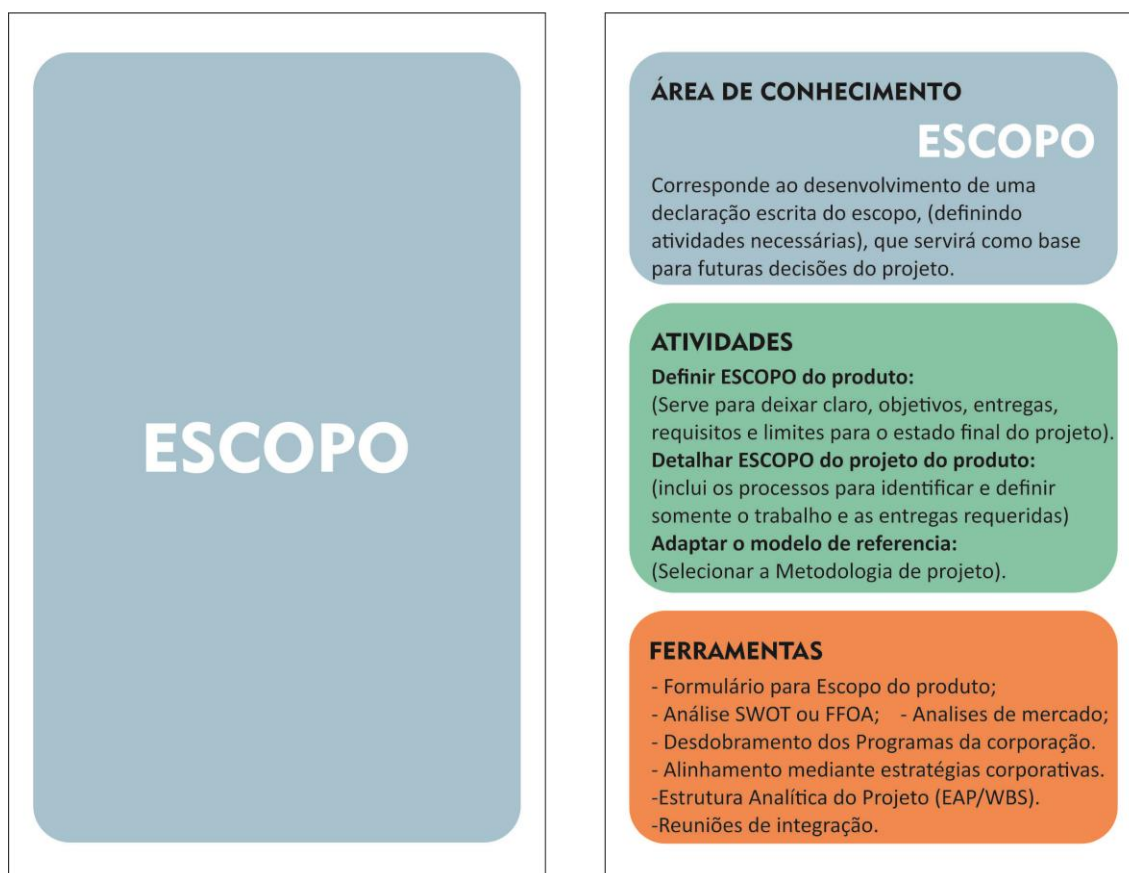 ESCOPO
ÁREA DE CONHECIMENTO
ESCOPO
Corresponde ao desenvolvimento de uma
declaração escrita do escopo, (definindo
atividades necessárias), que servirá como base
para futuras decisões do projeto.
ATIVIDADES
Definir ESCOPO do produto:
(Serve para deixar claro, objetivos, entregas,
requisitos e limites para o estado final do projeto).
Detalhar ESCOPO do projeto do produto:
(inclui os processos para identificar e definir
somente o trabalho e as entregas requeridas)
Adaptar o modelo de referencia:
(Selecionar a Metodologia de projeto).
FERRAMENTAS
- Formulário para Escopo do produto;
- Análise SWOT ou FFOA; - Analises de mercado;
- Desdobramento dos Programas da corporação.
- Alinhamento mediante estratégias corporativas.
-Estrutura Analítica do Projeto (EAP/WBS).
-Reuniões de integração.